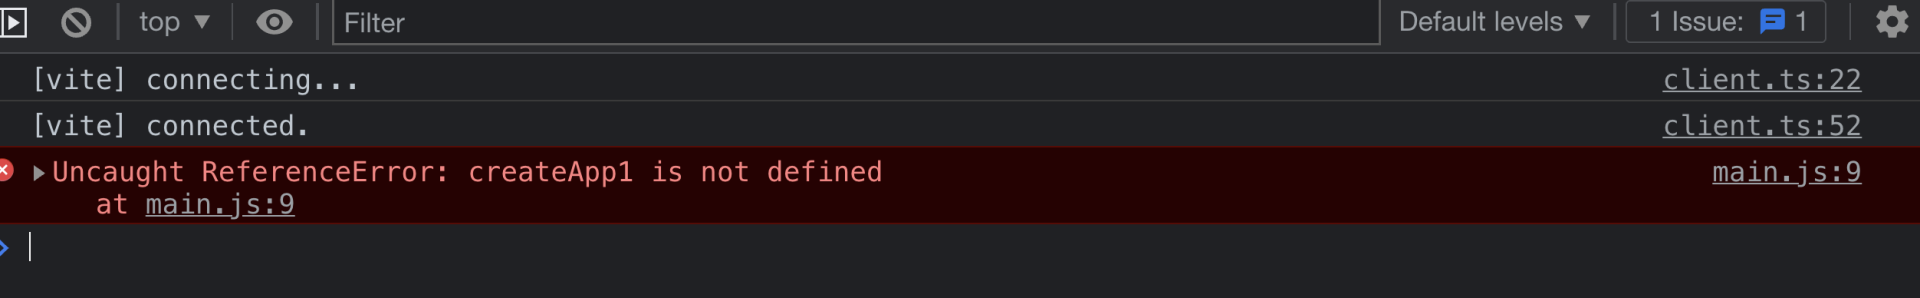 top ▼ Filter Default levels ▼ 1 Issue: 1
[vite] connecting... client.ts:22
[vite] connected. client.ts:52
Uncaught ReferenceError: createApp1 is not defined main.js:9
at main.js:9